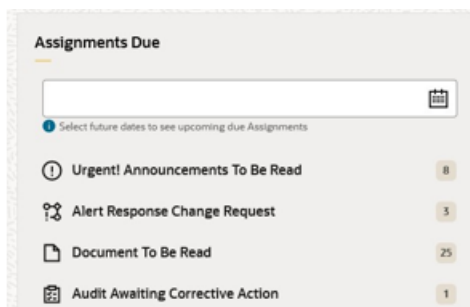 Assignments Due
Select future dates to see upcoming due Assignments
Urgent! Announcements To Be Read 8
Alert Response Change Request 3
Document To Be Read 25
Audit Awaiting Corrective Action 1